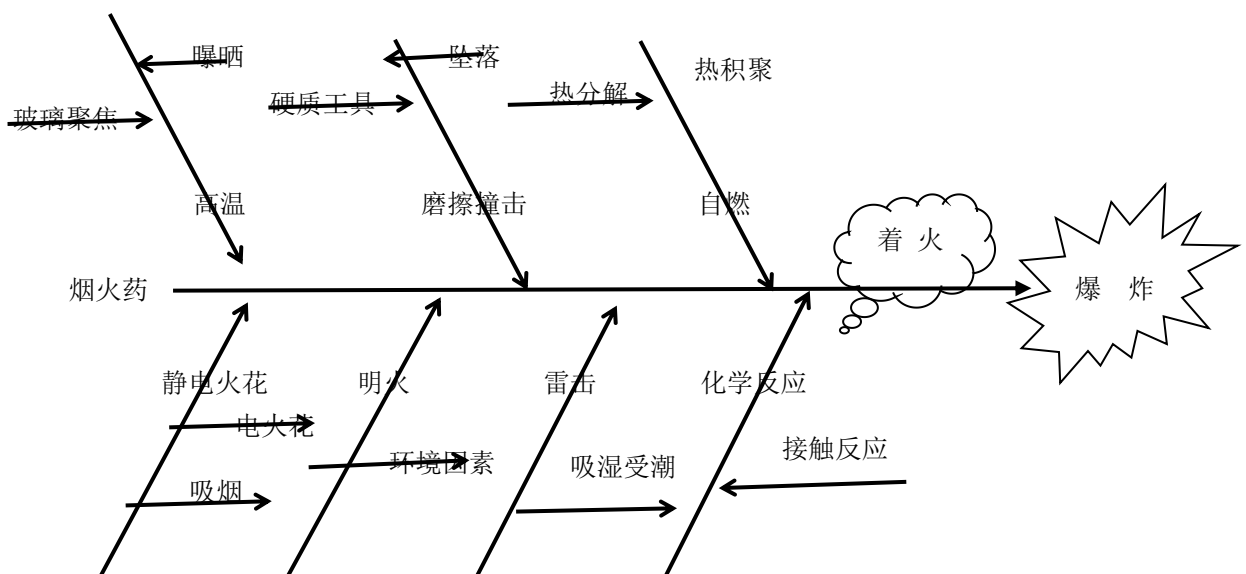 曝晒
坠落
热积聚
热分解
硬质工具
玻璃聚焦
高温
磨擦撞击
自燃
着 火
烟火药
爆 炸
静电火花
明火
雷击
化学反应
电火花
接触反应
环境因素
吸湿受潮
吸烟